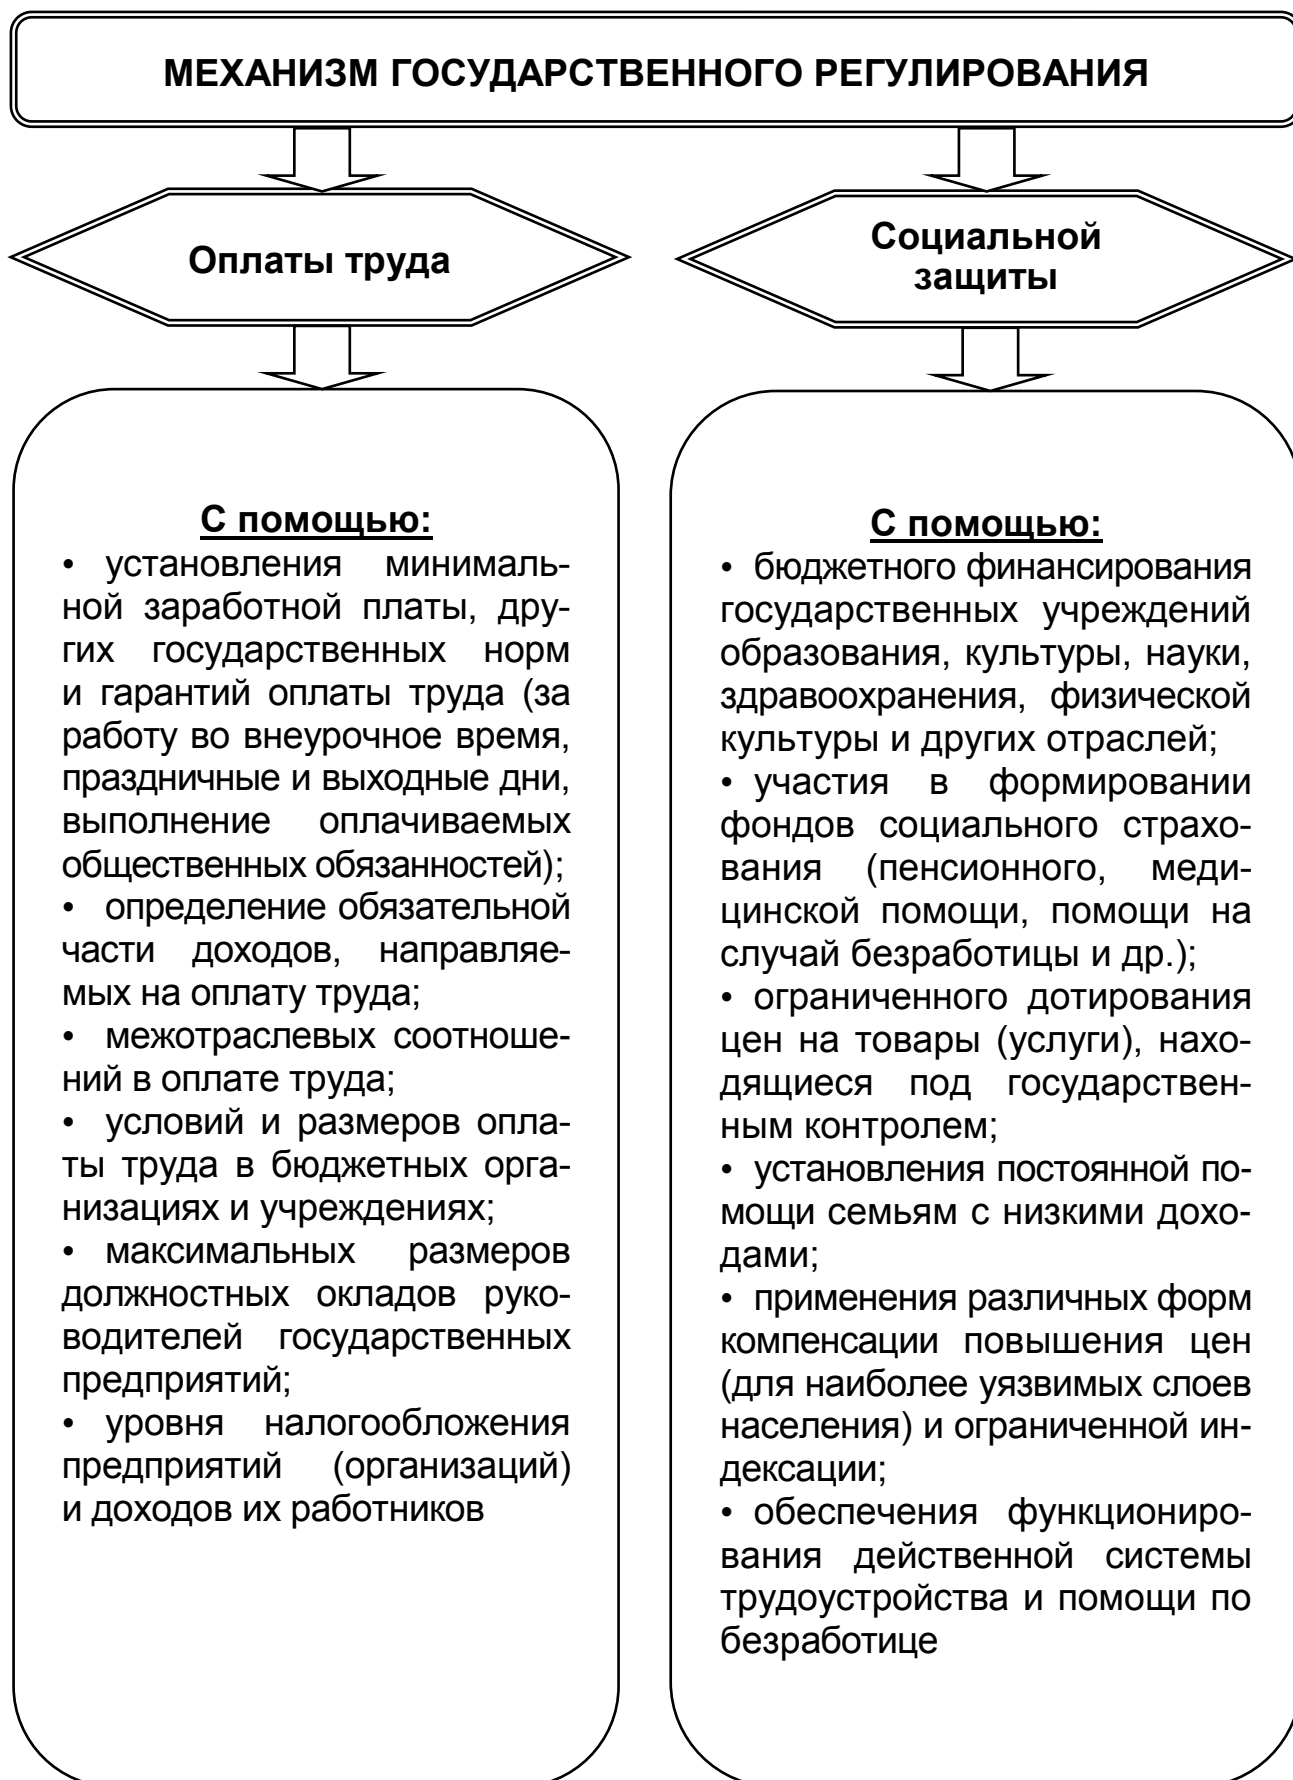 МЕХАНИЗМ ГОСУДАРСТВЕННОГО РЕГУЛИРОВАНИЯ
Оплаты труда
С помощью:
• установления минималь-
ной заработной платы, дру-
гих государственных норм
и гарантий оплаты труда (за
работу во внеурочное время,
праздничные и выходные дни,
выполнение оплачиваемых
общественных обязанностей);
• определение обязательной
части доходов, направляе-
мых на оплату труда;
• межотраслевых соотноше-
ний в оплате труда;
• условий и размеров опла-
ты труда в бюджетных орга-
низациях и учреждениях;
• максимальных размеров
должностных окладов руко-
водителей государственных
предприятий;
• уровня налогообложения
предприятий (организаций)
и доходов их работников
Социальной
защиты
С помощью:
• бюджетного финансирования
государственных учреждений
образования, культуры, науки,
здравоохранения, физической
культуры и других отраслей;
• участия в формировании
фондов социального страхо-
вания (пенсионного, меди-
цинской помощи, помощи на
случай безработицы и др.);
• ограниченного дотирования
цен на товары (услуги), нахо-
дящиеся под государствен-
ным контролем;
• установления постоянной по-
мощи семьям с низкими дохо-
дами;
• применения различных форм
компенсации повышения цен
(для наиболее уязвимых слоев
населения) и ограниченной ин-
дексации;
• обеспечения функциониро-
вания действенной системы
трудоустройства и помощи по
безработице